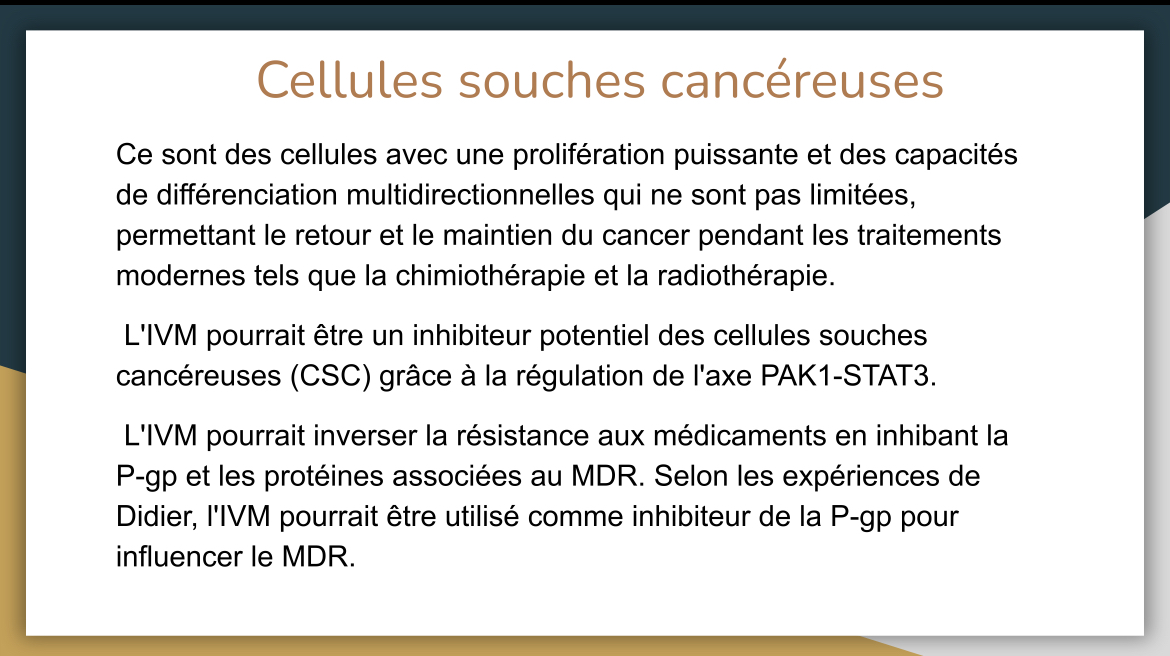 Cellules souches cancéreuses
Ce sont des cellules avec une prolifération puissante et des capacités
de différenciation multidirectionnelles qui ne sont pas limitées,
permettant le retour et le maintien du cancer pendant les traitements
modernes tels que la chimiothérapie et la radiothérapie.
L'IVM pourrait être un inhibiteur potentiel des cellules souches
cancéreuses (CSC) grâce à la régulation de l'axe PAK1-STAT3.
L'IVM pourrait inverser la résistance aux médicaments en inhibant la
P-gp et les protéines associées au MDR. Selon les expériences de
Didier, l'IVM pourrait être utilisé comme inhibiteur de la P-gp pour
influencer le MDR.